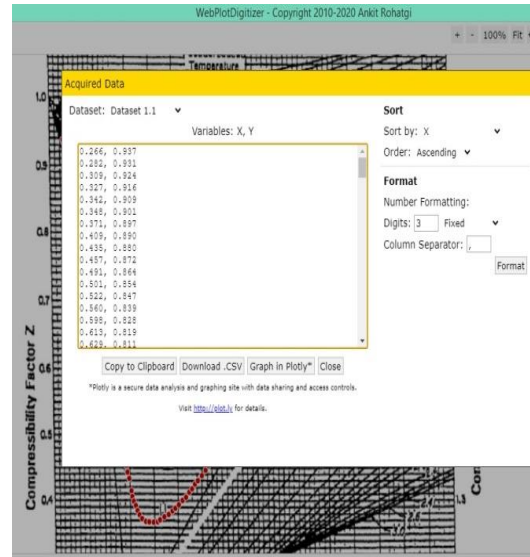 WebPlotDigitizer - Copyright 2010-2020 Ankit Rohatgi
+ - 100% Fit
Temperature
Acquired Data
Dataset: Dataset 1.1
Variables: X, Y
0.266, 0.937
0.282, 0.931
0.309, 0.924
0.327, 0.916
0.342, 0.909
0.348, 0.901
0.371, 0.897
0.409, 0.890
0.435, 0.880
0.457, 0.872
0.491, 0.864
0.501, 0.854
0.522, 0.847
0.560, 0.839
0.598, 0.828
0.613, 0.819
0.629, 0.811
Sort
Sort by: X
Order: Ascending
Format
Number Formatting:
Digits: 3 Fixed
Column Separator: ,
Format
Copy to Clipboard Download .CSV Graph in Plotly* Close
*Plotly is a secure data analysis and graphing site with data sharing and access controls.
Visit http://plot.ly for details.
Compressibility Factor Z
1.0
0.9
0.8
0.7
0.6
0.5
0.4
1.3